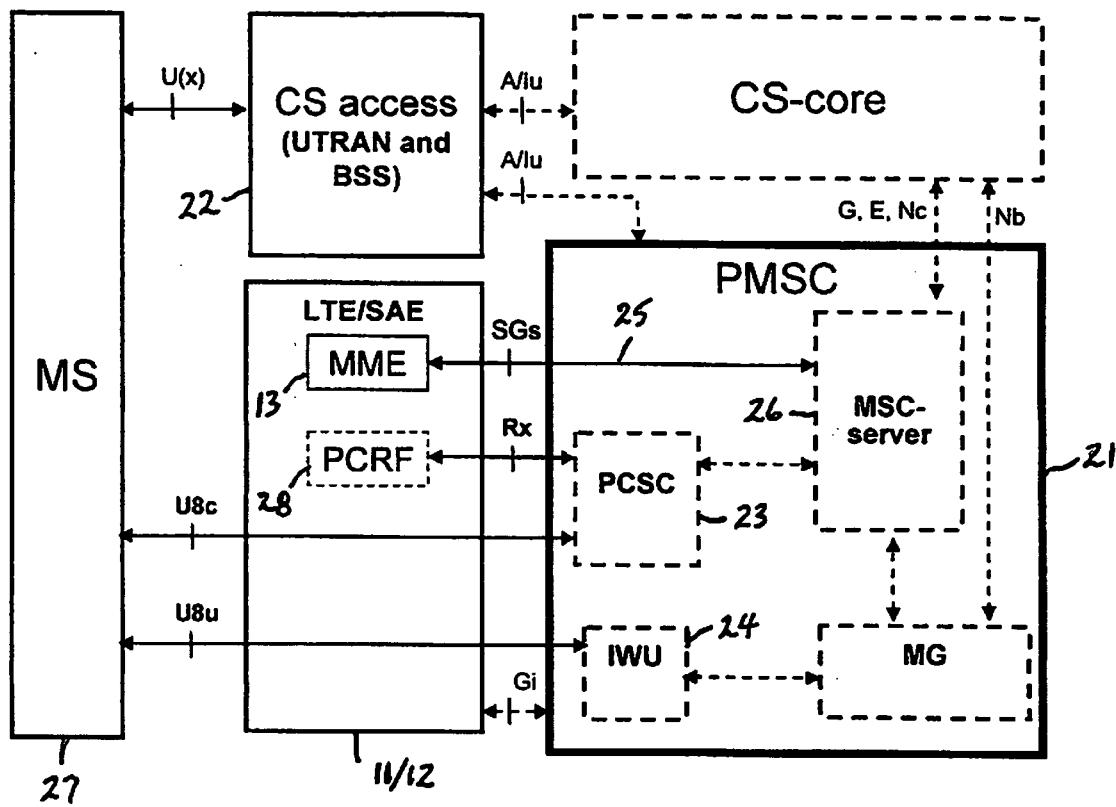 U(x)
CS access
(UTRAN and
BSS)
22
A/Iu
A/Iu
CS-core
G, E, Nc
Nb
MS
27
LTE/SAE
MME
13
PCRF
28
SGs
Rx
U8c
U8u
Gi
11/12
PMSC
25
26
MSC-
server
PCSC
23
IWU
24
MG
21